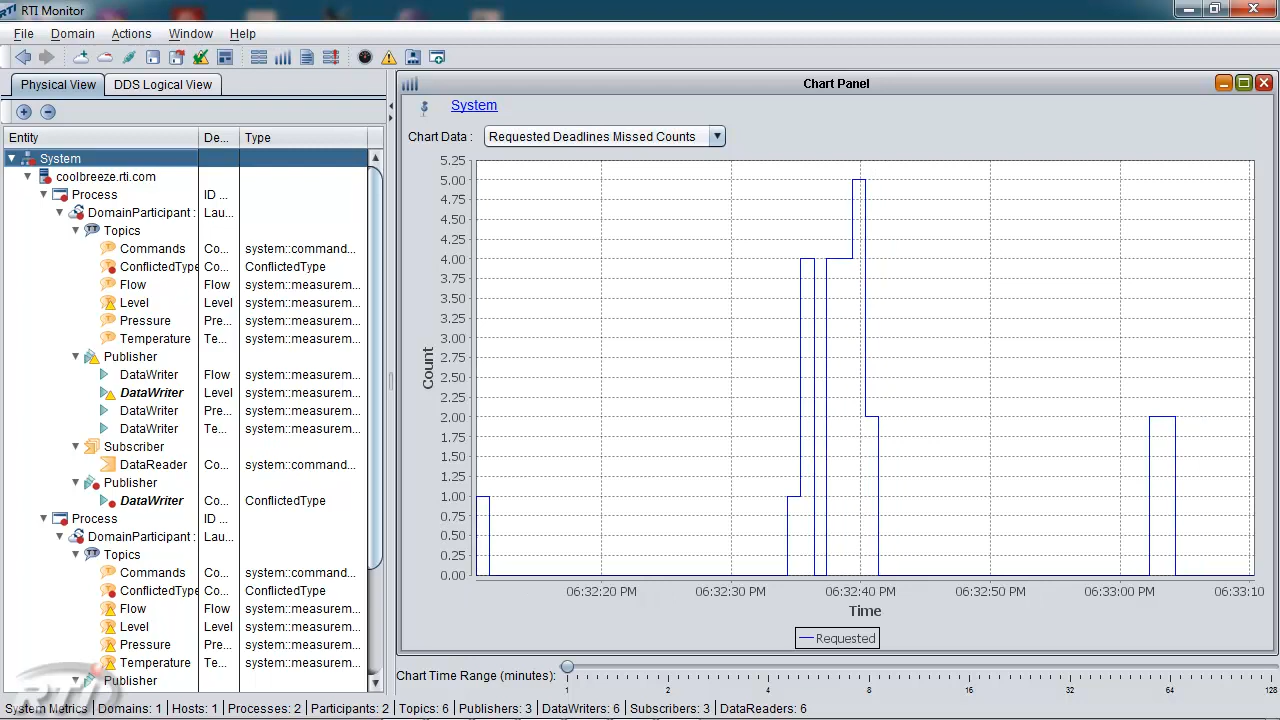 RTI Monitor
File Domain Actions Window Help
Physical View DDS Logical View
Entity De... Type
System
coolbreeze.rti.com
Process ID ...
DomainParticipant : Lau...
Topics
Commands Co... system::command...
ConflictedType Co... ConflictedType
Flow Flow system::measurem...
Level Level system::measurem...
Pressure Pre... system::measurem...
Temperature Te... system::measurem...
Publisher
DataWriter Flow system::measurem...
DataWriter Level system::measurem...
DataWriter Pre... system::measurem...
DataWriter Te... system::measurem...
Subscriber
DataReader Co... system::command...
Publisher
DataWriter Co... ConflictedType
Process ID ...
DomainParticipant : Lau...
Topics
Commands Co... system::command...
ConflictedType Co... ConflictedType
Flow Flow system::measurem...
Level Level system::measurem...
Pressure Pre... system::measurem...
Temperature Te... system::measurem...
Publisher
RTI
Chart Panel
System
Chart Data : Requested Deadlines Missed Counts
5.25
5.00
4.75
4.50
4.25
4.00
3.75
3.50
3.25
3.00
2.75
2.50
2.25
2.00
1.75
1.50
1.25
1.00
0.75
0.50
0.25
0.00
Count
06:32:20 PM 06:32:30 PM 06:32:40 PM 06:32:50 PM 06:33:00 PM 06:33:10
Time
Requested
Chart Time Range (minutes):
1 2 4 8 16 32 64 128
System Metrics Domains: 1 Hosts: 1 Processes: 2 Participants: 2 Topics: 6 Publishers: 3 DataWriters: 6 Subscribers: 3 DataReaders: 6